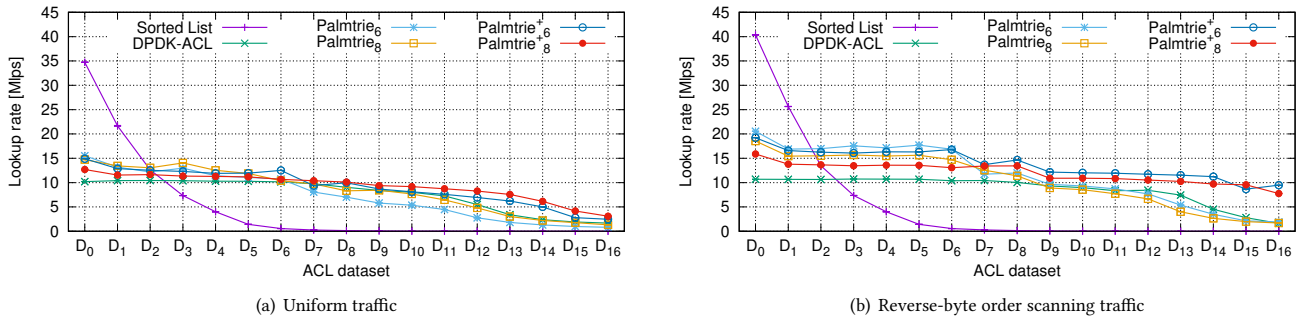 Sorted List
DPDK-ACL
Palmtrie6
Palmtrie8
Palmtrie+6
Palmtrie+8
45
40
35
30
25
20
15
10
5
0
Lookup rate [Mlps]
D0 D1 D2 D3 D4 D5 D6 D7 D8 D9 D10 D11 D12 D13 D14 D15 D16
ACL dataset
(a) Uniform traffic
Sorted List
DPDK-ACL
Palmtrie6
Palmtrie8
Palmtrie+6
Palmtrie+8
45
40
35
30
25
20
15
10
5
0
Lookup rate [Mlps]
D0 D1 D2 D3 D4 D5 D6 D7 D8 D9 D10 D11 D12 D13 D14 D15 D16
ACL dataset
(b) Reverse-byte order scanning traffic